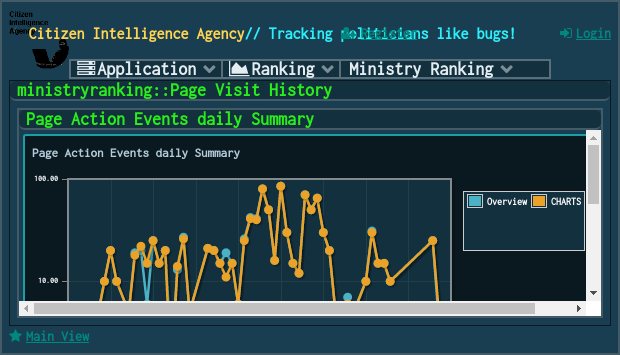 Citizen
Intelligence
Agency
Citizen Intelligence Agency// Tracking politicians like bugs!
Login
Application
Ranking
Ministry Ranking
ministryranking::Page Visit History
Page Action Events daily Summary
Page Action Events daily Summary
100.00
10.00
Overview
CHARTS
Main View